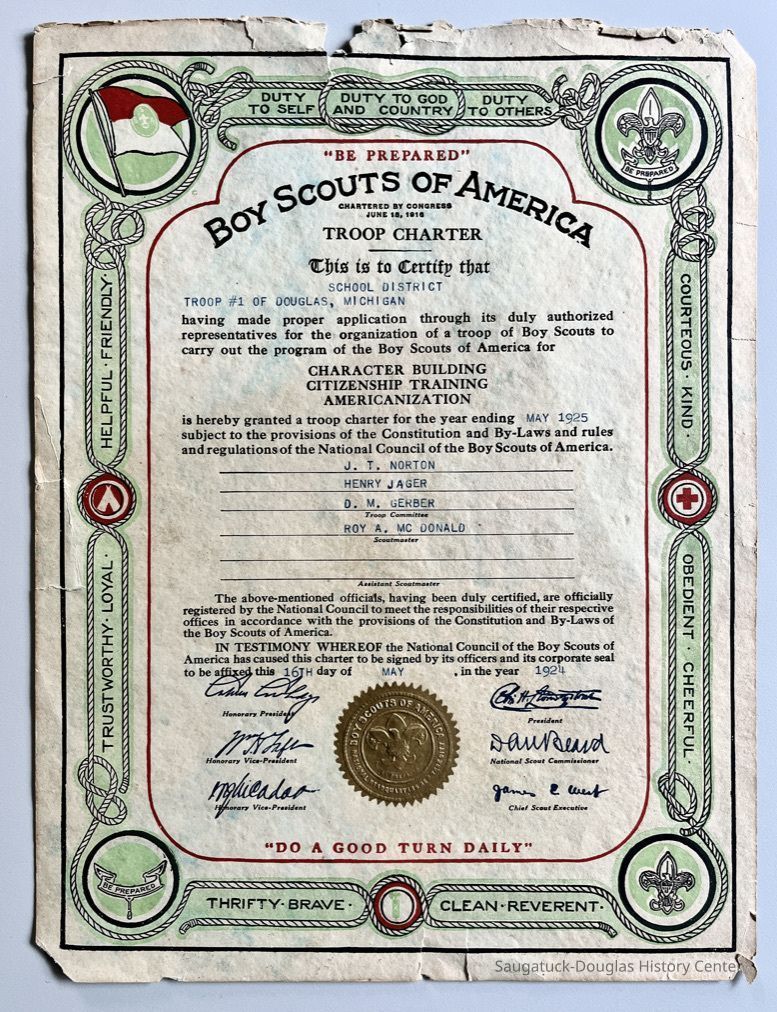 DUTY TO SELF
DUTY TO GOD AND COUNTRY
DUTY TO OTHERS
BE PREPARED
"BE PREPARED"
BOY SCOUTS OF AMERICA
CHARTERED BY CONGRESS
JUNE 15, 1916
TROOP CHARTER
This is to Certify that
SCHOOL DISTRICT
TROOP #1 OF DOUGLAS, MICHIGAN
having made proper application through its duly authorized
representatives for the organization of a troop of Boy Scouts to
carry out the program of the Boy Scouts of America for
CHARACTER BUILDING
CITIZENSHIP TRAINING
AMERICANIZATION
is hereby granted a troop charter for the year ending MAY 1925
subject to the provisions of the Constitution and By-Laws and rules
and regulations of the National Council of the Boy Scouts of America.
J. T. NORTON
HENRY JAGER
D. M. GERBER
Troop Committee
ROY A. MC DONALD
Scoutmaster
Assistant Scoutmaster
The above-mentioned officials, having been duly certified, are officially
registered by the National Council to meet the responsibilities of their respective
offices in accordance with the provisions of the Constitution and By-Laws of
the Boy Scouts of America.
IN TESTIMONY WHEREOF the National Council of the Boy Scouts of
America has caused this charter to be signed by its officers and its corporate seal
to be affixed this 16TH day of MAY , in the year 1924
Honorary President
President
Honorary Vice-President
Dan Beard
National Scout Commissioner
Honorary Vice-President
James E. West
Chief Scout Executive
BOY SCOUTS OF AMERICA
"DO A GOOD TURN DAILY"
HELPFUL · FRIENDLY ·
TRUSTWORTHY · LOYAL ·
COURTEOUS · KIND ·
OBEDIENT · CHEERFUL ·
BE PREPARED
THRIFTY · BRAVE ·
CLEAN · REVERENT ·
Saugatuck-Douglas History Center